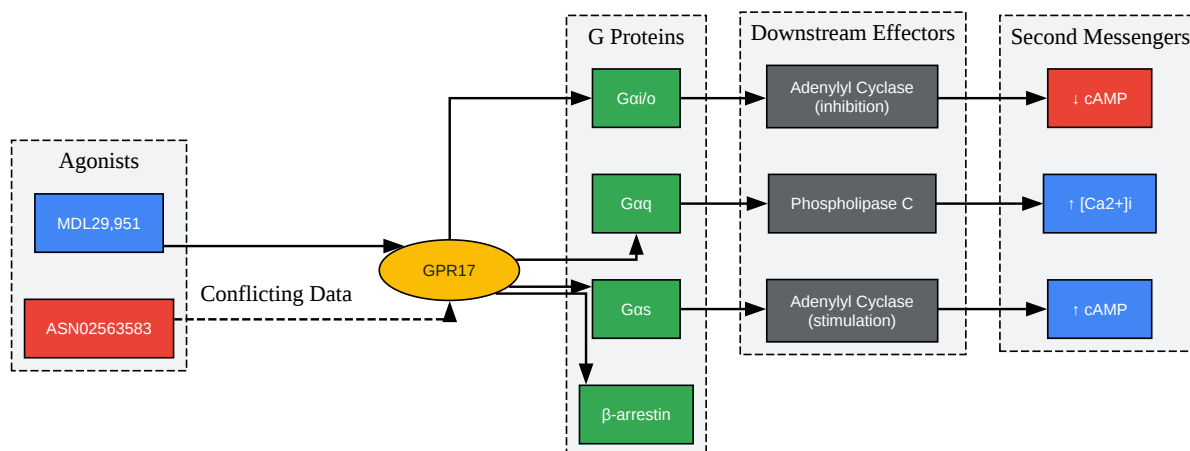 G Proteins
Downstream Effectors
Second Messengers
Gαi/o
Adenylyl Cyclase
(inhibition)
↓ cAMP
Agonists
MDL29,951
Gαq
Phospholipase C
↑ [Ca2+]i
GPR17
Conflicting Data
ASN02563583
Gαs
Adenylyl Cyclase
(stimulation)
↑ cAMP
β-arrestin